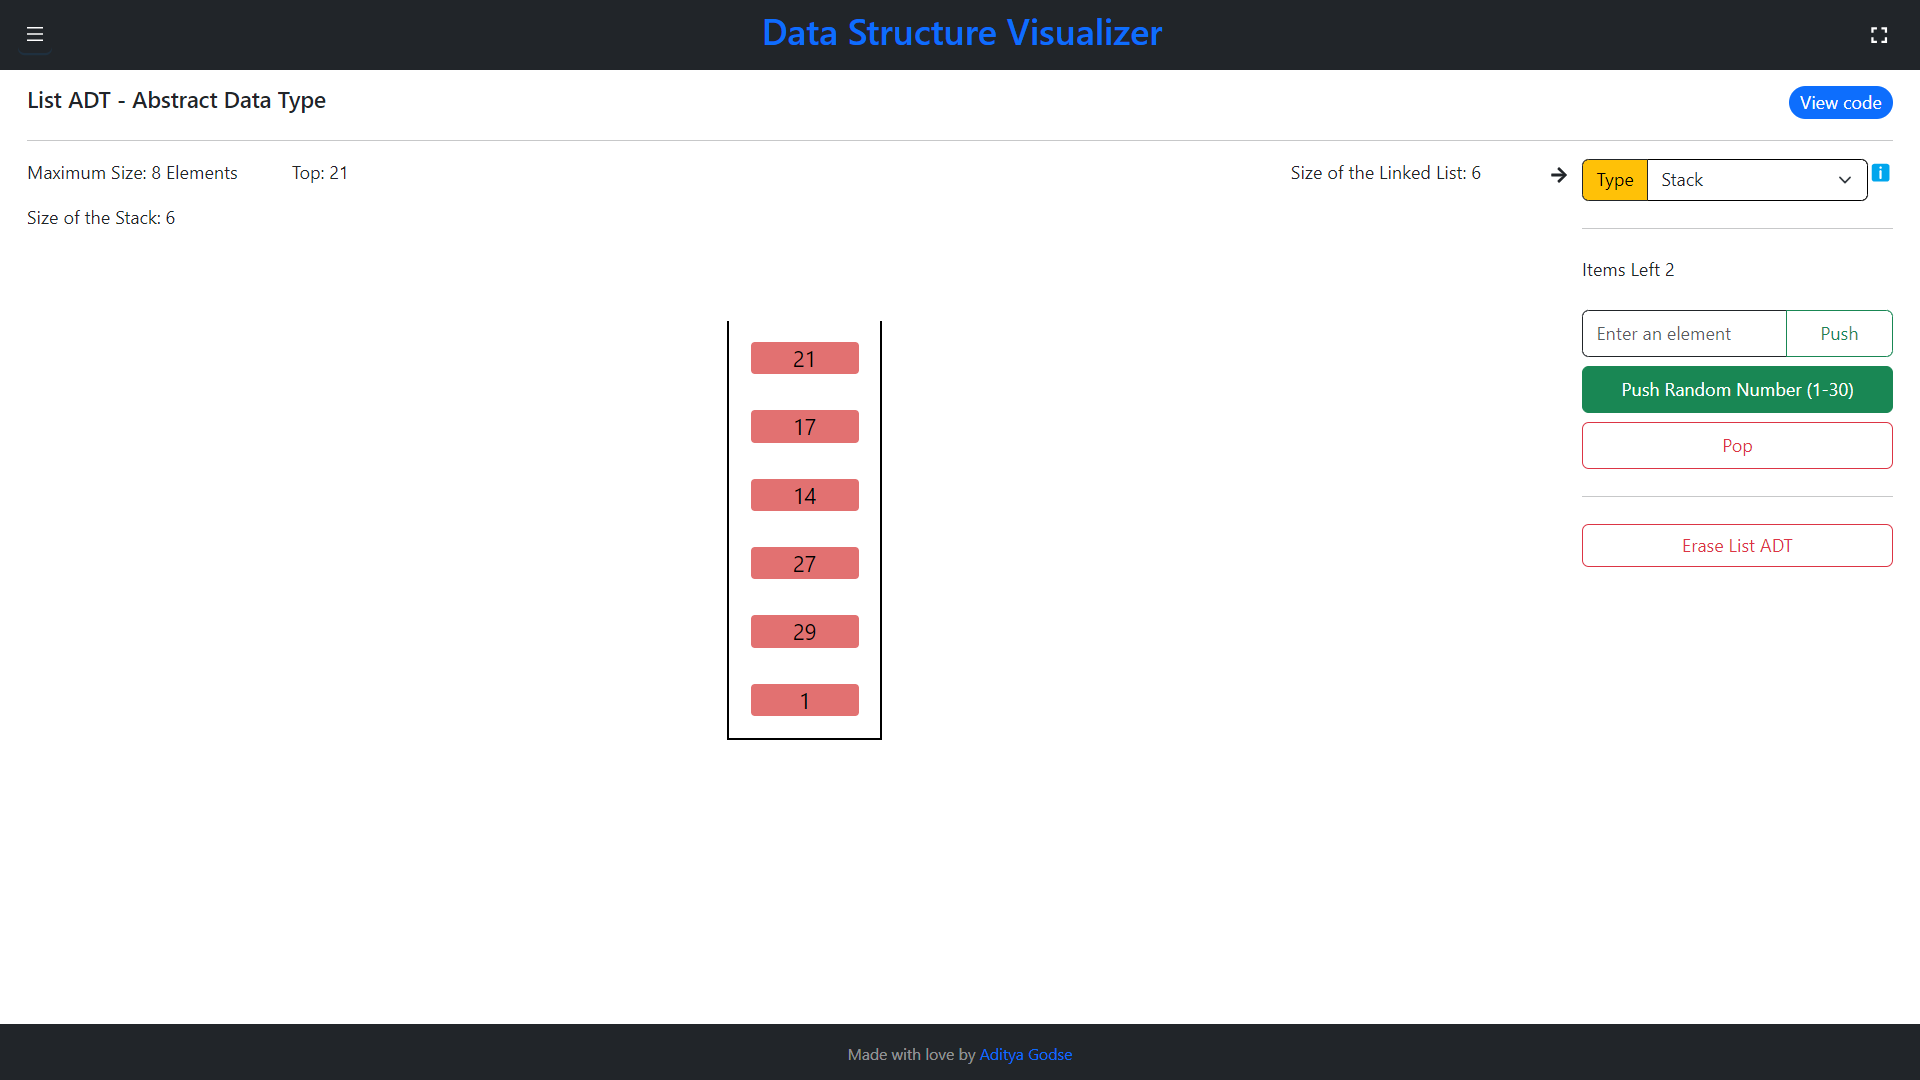 Data Structure Visualizer
List ADT - Abstract Data Type
View code
Maximum Size: 8 Elements
Top: 21
Size of the Linked List: 6
Type
Stack
Size of the Stack: 6
Items Left 2
Enter an element
Push
Push Random Number (1-30)
Pop
Erase List ADT
21
17
14
27
29
1
Made with love by Aditya Godse